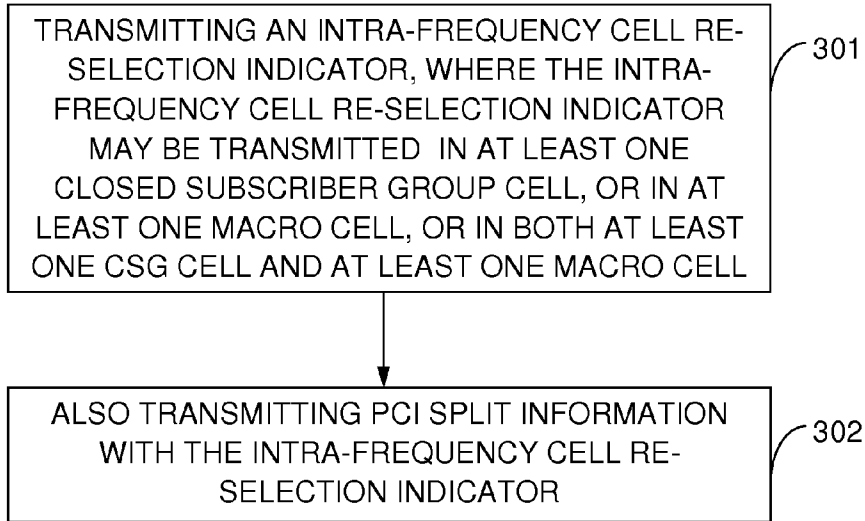 TRANSMITTING AN INTRA-FREQUENCY CELL RE-
SELECTION INDICATOR, WHERE THE INTRA-
FREQUENCY CELL RE-SELECTION INDICATOR
MAY BE TRANSMITTED IN AT LEAST ONE
CLOSED SUBSCRIBER GROUP CELL, OR IN AT
LEAST ONE MACRO CELL, OR IN BOTH AT LEAST
ONE CSG CELL AND AT LEAST ONE MACRO CELL
301
ALSO TRANSMITTING PCI SPLIT INFORMATION
WITH THE INTRA-FREQUENCY CELL RE-
SELECTION INDICATOR
302